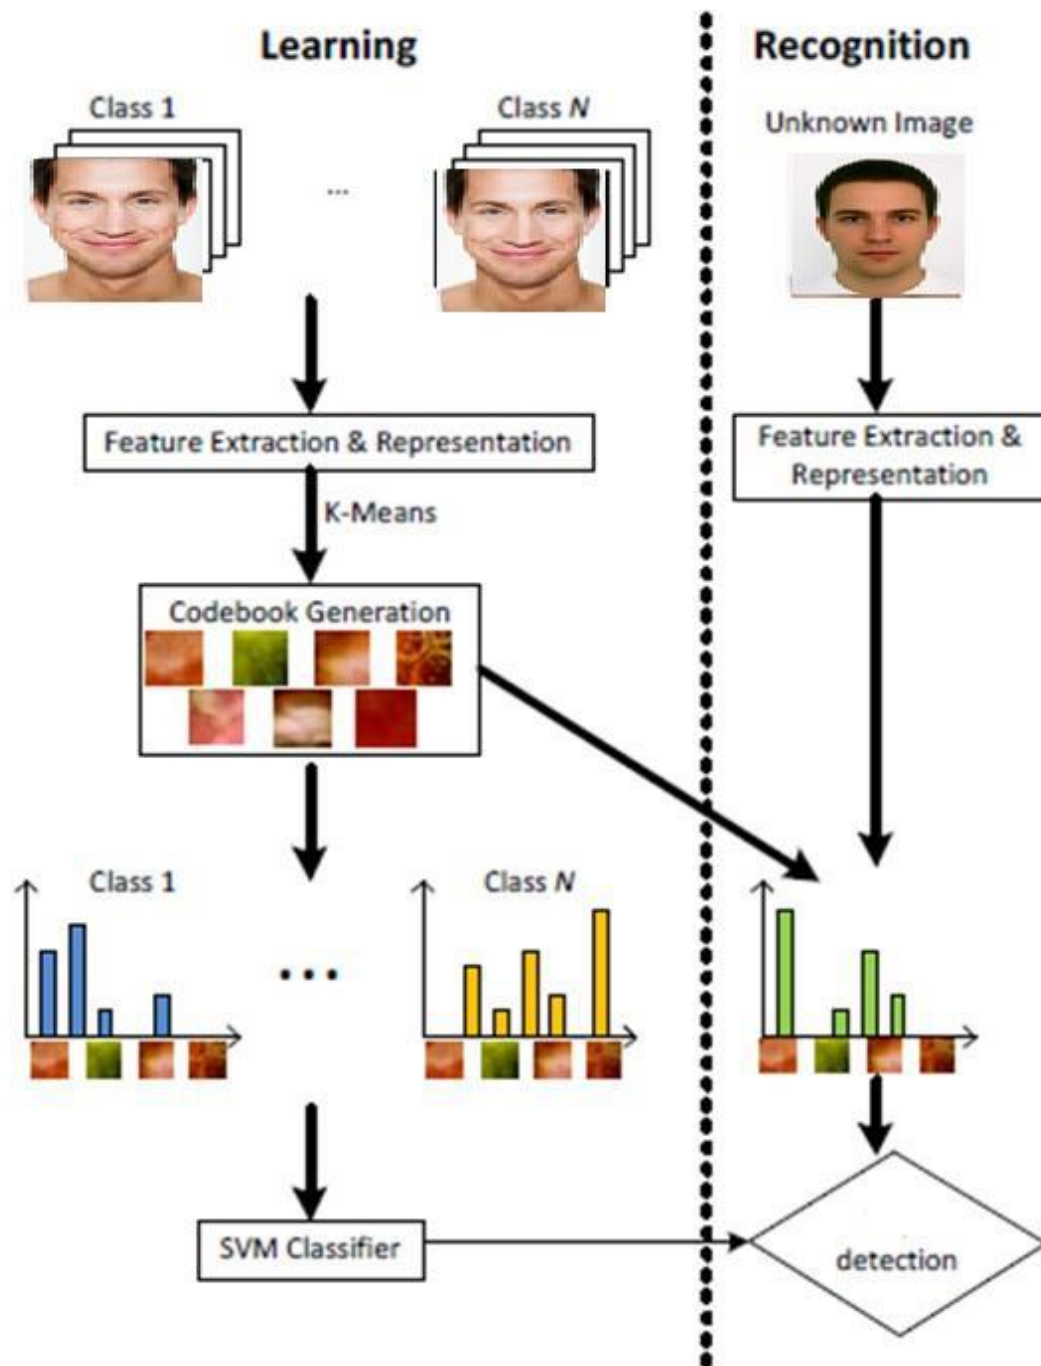 Learning
Class 1
Class N
...
Feature Extraction & Representation
K-Means
Codebook Generation
Class 1
Class N
...
SVM Classifier
Recognition
Unknown Image
Feature Extraction &
Representation
detection